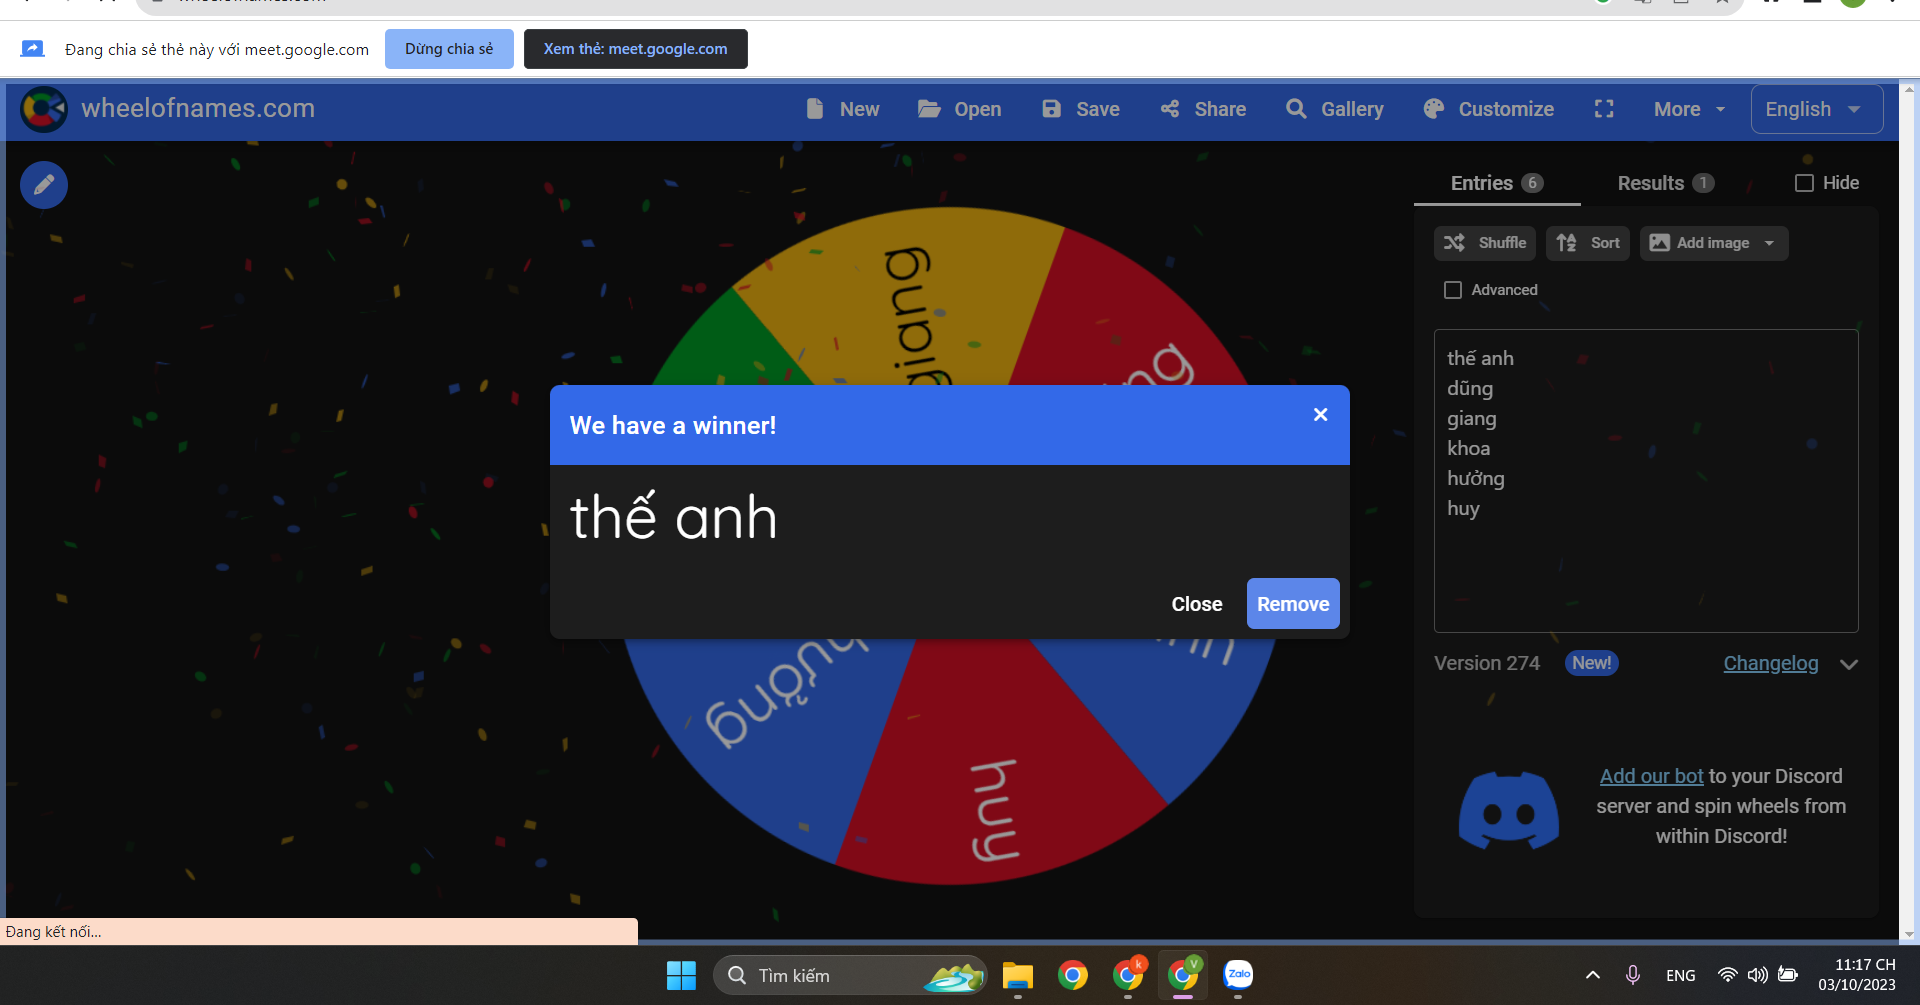 Đang chia sẻ thẻ này với meet.google.com
Dừng chia sẻ
Xem thẻ: meet.google.com
wheelofnames.com
New
Open
Save
Share
Gallery
Customize
More
English
Entries 6
Results 1
Hide
Shuffle
Sort
Add image
Advanced
thế anh
dũng
giang
khoa
hưởng
huy
giang
We have a winner!
thế anh
Close
Remove
hưởng
huy
Version 274
New!
Changelog
Add our bot to your Discord
server and spin wheels from
within Discord!
Đang kết nối...
Tìm kiếm
k
V
Zalo
ENG
11:17 CH
03/10/2023